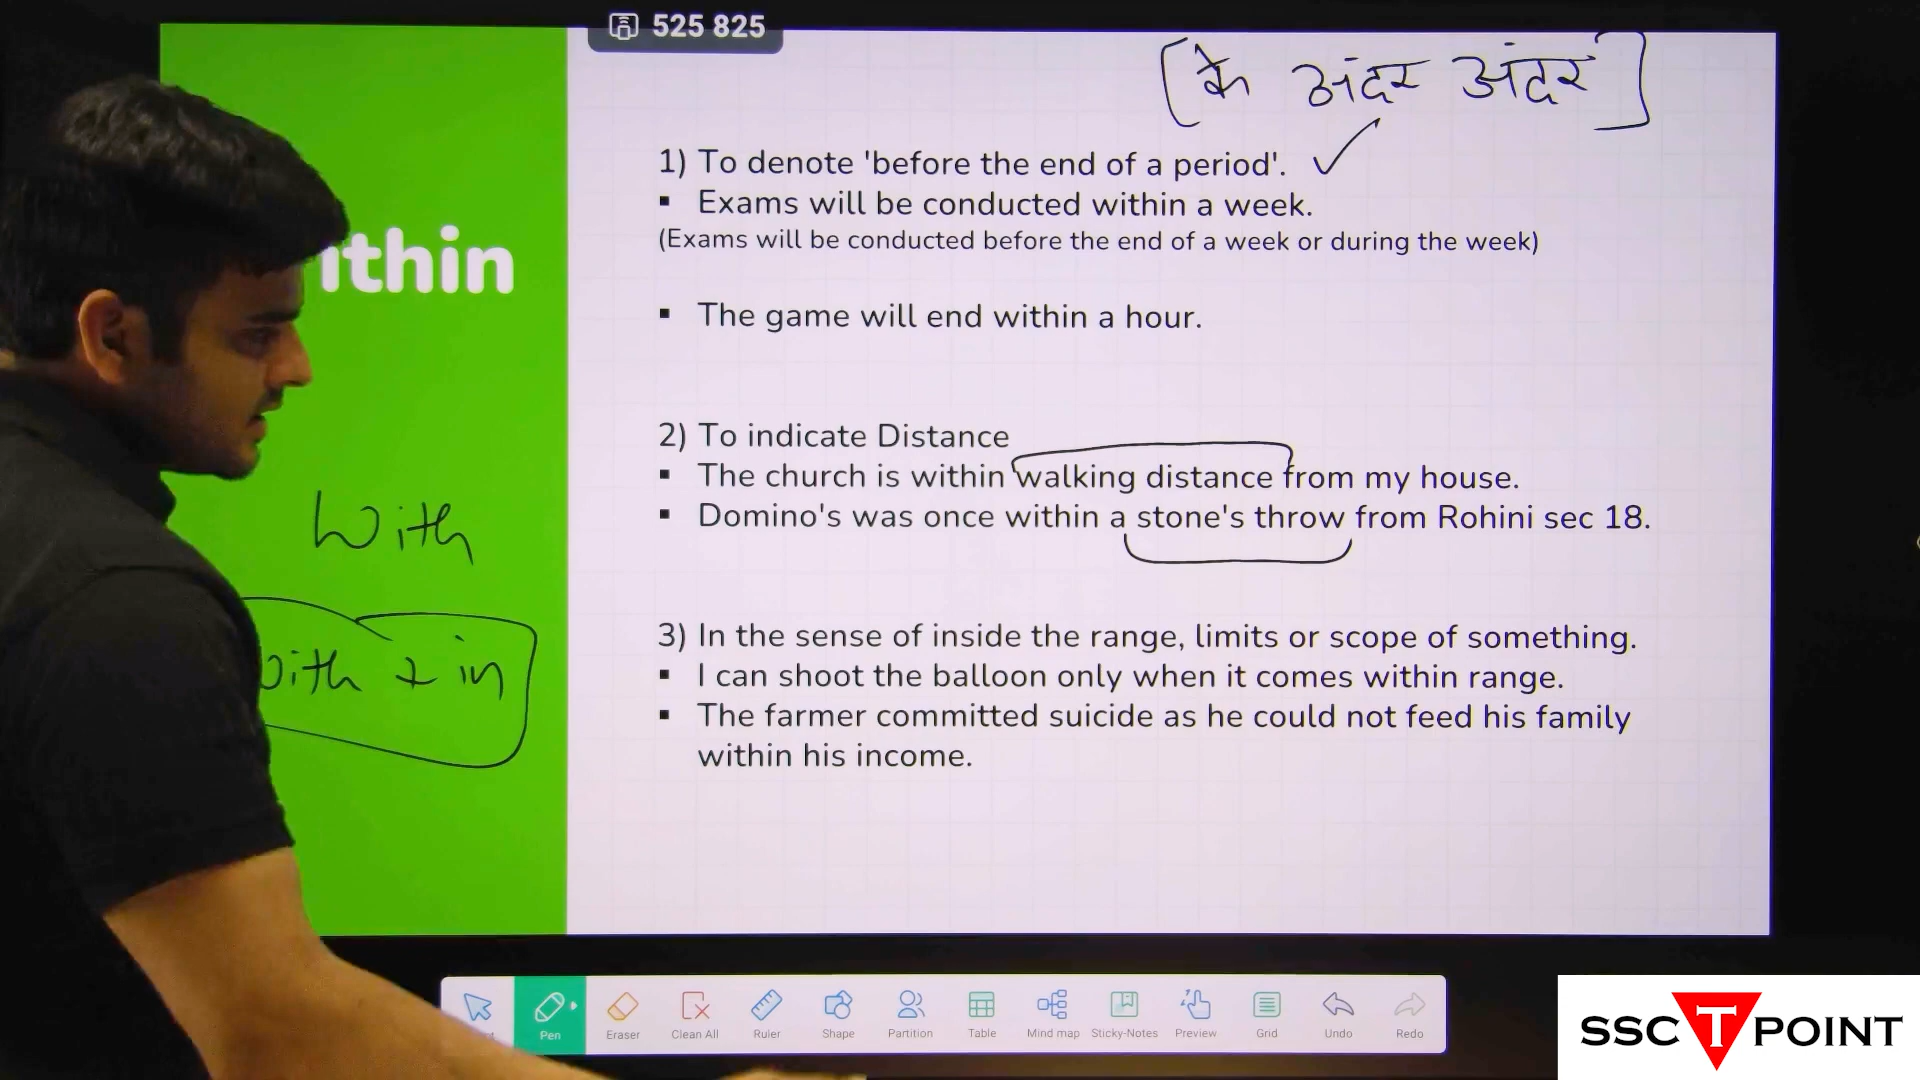 525 825
[के अंदर अंदर]
1) To denote 'before the end of a period'.
▪ Exams will be conducted within a week.
(Exams will be conducted before the end of a week or during the week)
ithin
▪ The game will end within a hour.
2) To indicate Distance
▪ The church is within walking distance from my house.
▪ Domino's was once within a stone's throw from Rohini sec 18.
With
With + in
3) In the sense of inside the range, limits or scope of something.
▪ I can shoot the balloon only when it comes within range.
▪ The farmer committed suicide as he could not feed his family
within his income.
Pen Eraser Clean All Ruler Shape Partition Table Mind map Sticky-Notes Preview Grid Undo Redo
SSC T POINT